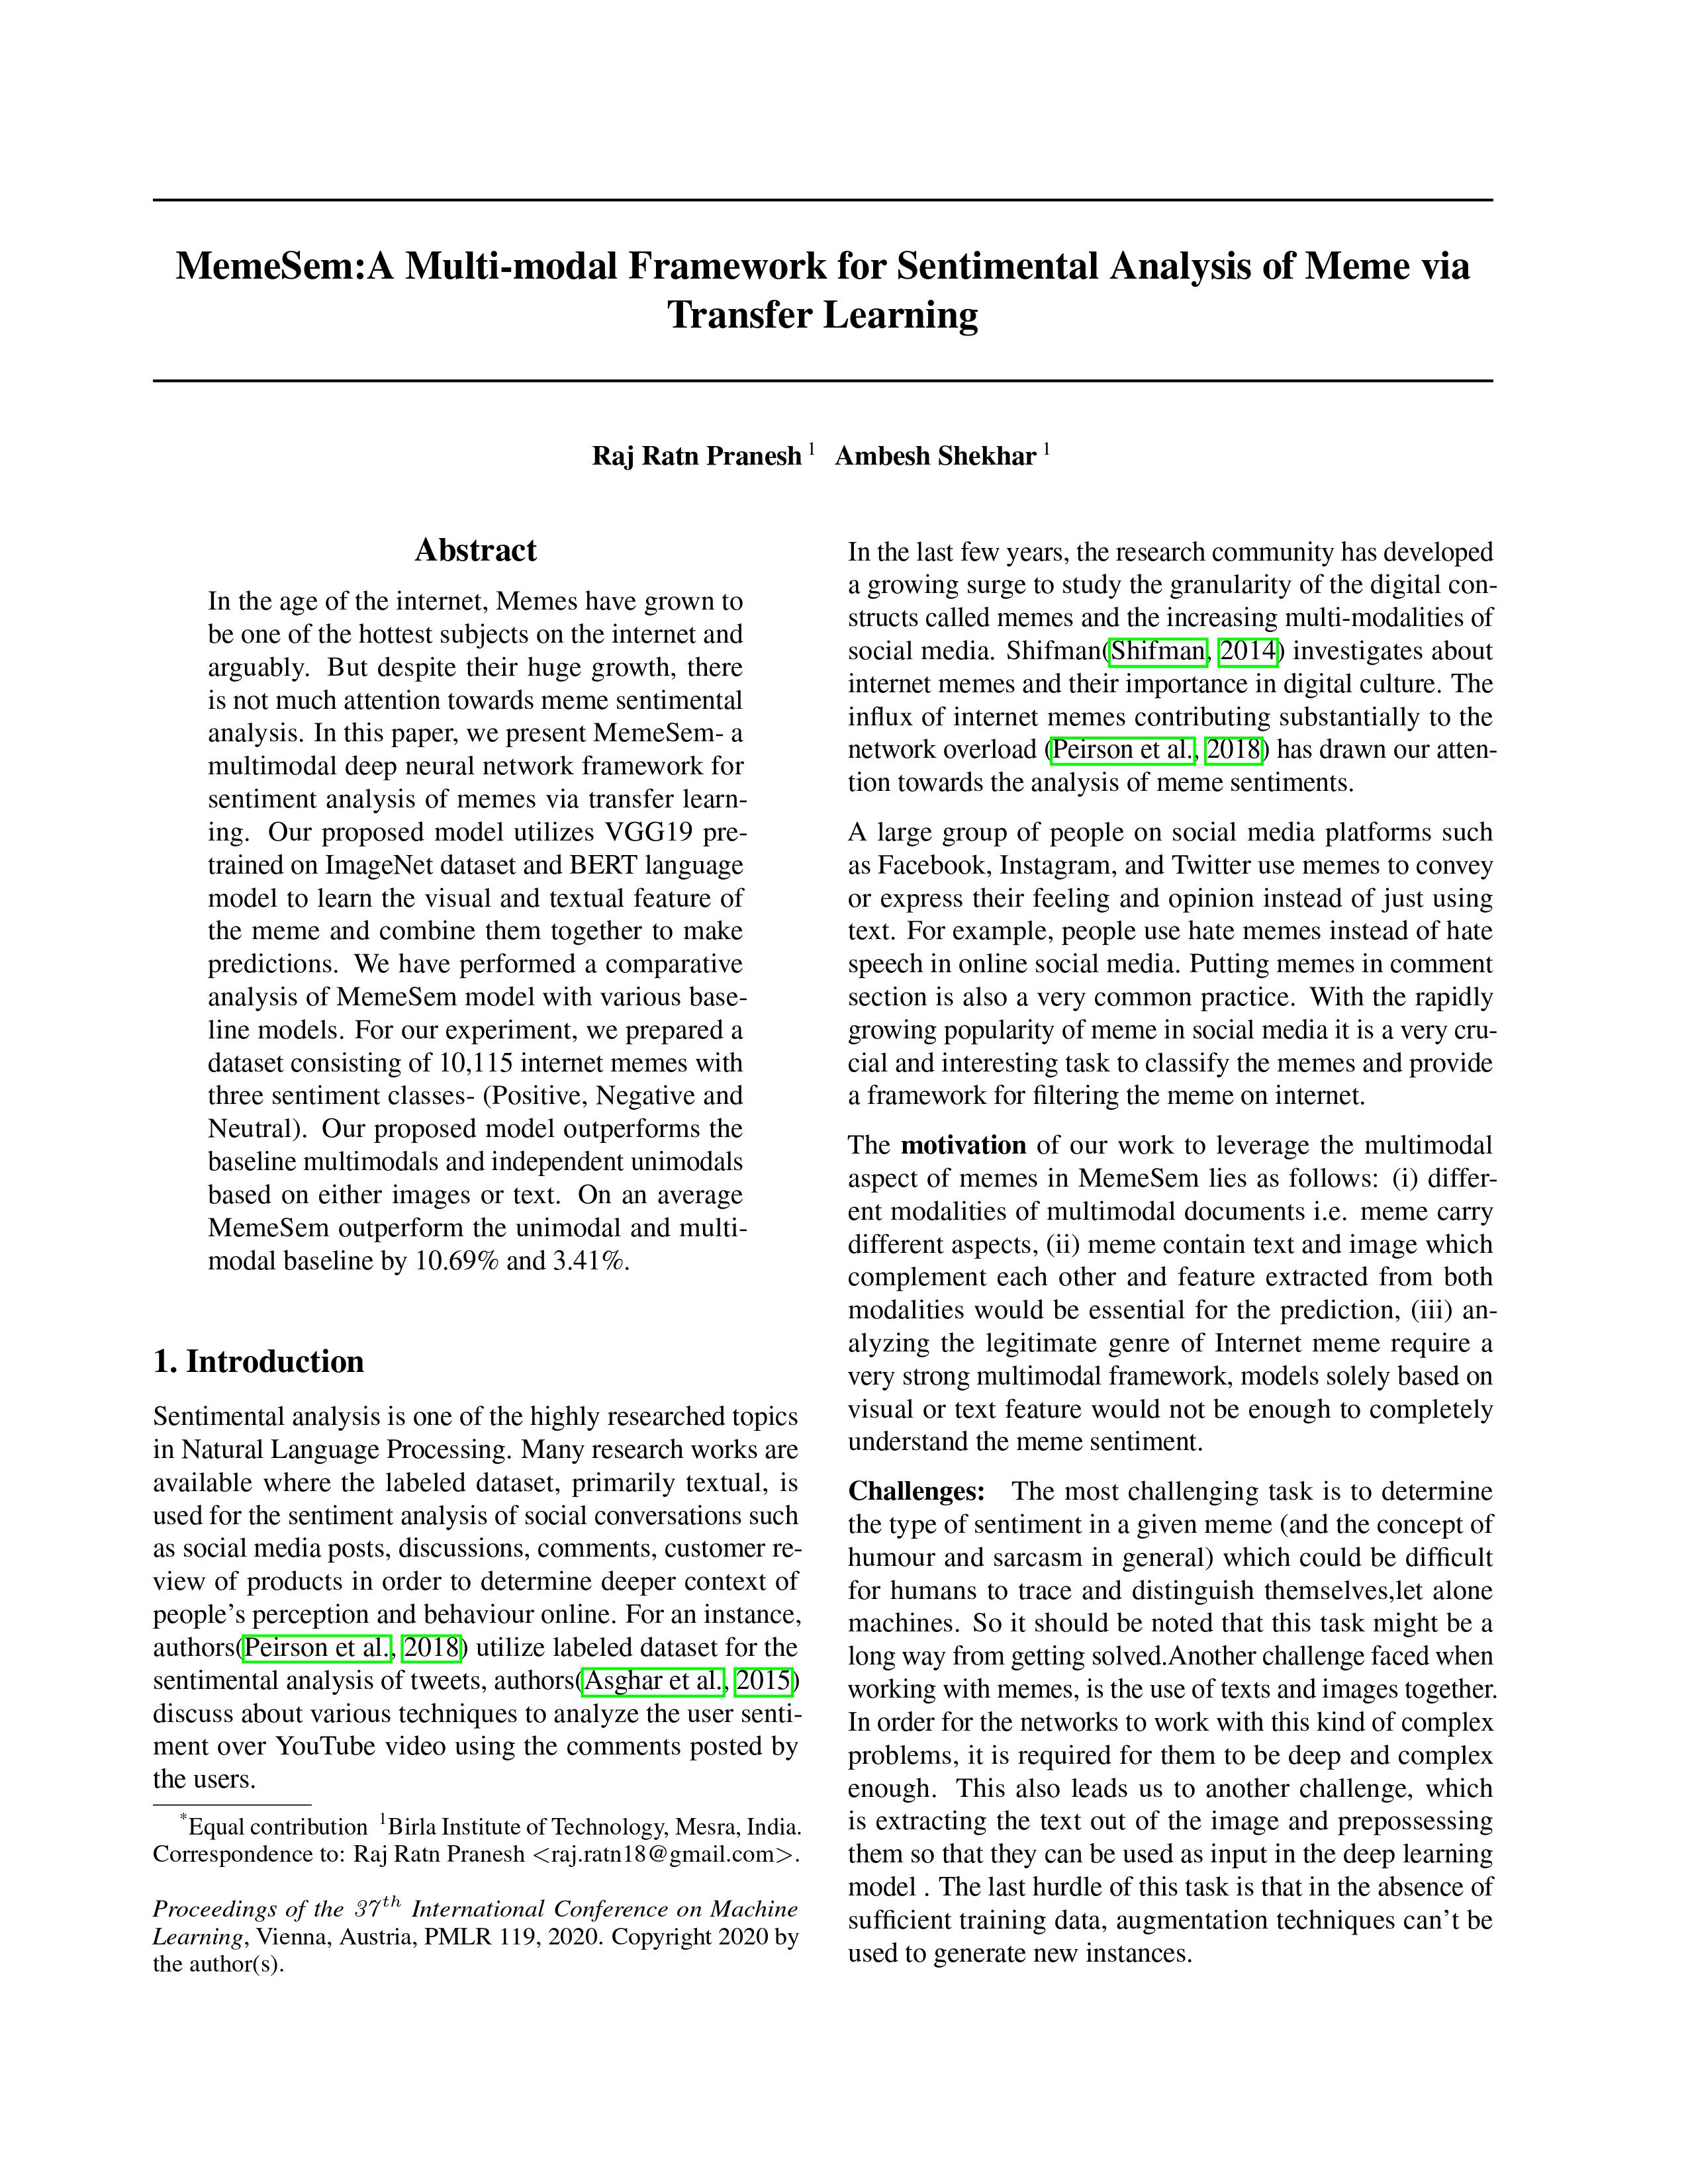 MemeSem:A Multi-modal Framework for Sentimental Analysis of Meme via
Transfer Learning
Raj Ratn Pranesh 1 Ambesh Shekhar 1
Abstract
In the age of the internet, Memes have grown to
be one of the hottest subjects on the internet and
arguably. But despite their huge growth, there
is not much attention towards meme sentimental
analysis. In this paper, we present MemeSem- a
multimodal deep neural network framework for
sentiment analysis of memes via transfer learn-
ing. Our proposed model utilizes VGG19 pre-
trained on ImageNet dataset and BERT language
model to learn the visual and textual feature of
the meme and combine them together to make
predictions. We have performed a comparative
analysis of MemeSem model with various base-
line models. For our experiment, we prepared a
dataset consisting of 10,115 internet memes with
three sentiment classes- (Positive, Negative and
Neutral). Our proposed model outperforms the
baseline multimodals and independent unimodals
based on either images or text. On an average
MemeSem outperform the unimodal and multi-
modal baseline by 10.69% and 3.41%.
1. Introduction
Sentimental analysis is one of the highly researched topics
in Natural Language Processing. Many research works are
available where the labeled dataset, primarily textual, is
used for the sentiment analysis of social conversations such
as social media posts, discussions, comments, customer re-
view of products in order to determine deeper context of
people's perception and behaviour online. For an instance,
authors(Peirson et al., 2018) utilize labeled dataset for the
sentimental analysis of tweets, authors(Asghar et al., 2015)
discuss about various techniques to analyze the user senti-
ment over YouTube video using the comments posted by
the users.
*Equal contribution 1Birla Institute of Technology, Mesra, India.
Correspondence to: Raj Ratn Pranesh <raj.ratn18@gmail.com>.
Proceedings of the 37th International Conference on Machine
Learning, Vienna, Austria, PMLR 119, 2020. Copyright 2020 by
the author(s).
In the last few years, the research community has developed
a growing surge to study the granularity of the digital con-
structs called memes and the increasing multi-modalities of
social media. Shifman(Shifman, 2014) investigates about
internet memes and their importance in digital culture. The
influx of internet memes contributing substantially to the
network overload (Peirson et al., 2018) has drawn our atten-
tion towards the analysis of meme sentiments.
A large group of people on social media platforms such
as Facebook, Instagram, and Twitter use memes to convey
or express their feeling and opinion instead of just using
text. For example, people use hate memes instead of hate
speech in online social media. Putting memes in comment
section is also a very common practice. With the rapidly
growing popularity of meme in social media it is a very cru-
cial and interesting task to classify the memes and provide
a framework for filtering the meme on internet.
The motivation of our work to leverage the multimodal
aspect of memes in MemeSem lies as follows: (i) differ-
ent modalities of multimodal documents i.e. meme carry
different aspects, (ii) meme contain text and image which
complement each other and feature extracted from both
modalities would be essential for the prediction, (iii) an-
alyzing the legitimate genre of Internet meme require a
very strong multimodal framework, models solely based on
visual or text feature would not be enough to completely
understand the meme sentiment.
Challenges: The most challenging task is to determine
the type of sentiment in a given meme (and the concept of
humour and sarcasm in general) which could be difficult
for humans to trace and distinguish themselves,let alone
machines. So it should be noted that this task might be a
long way from getting solved.Another challenge faced when
working with memes, is the use of texts and images together.
In order for the networks to work with this kind of complex
problems, it is required for them to be deep and complex
enough. This also leads us to another challenge, which
is extracting the text out of the image and prepossessing
them so that they can be used as input in the deep learning
model . The last hurdle of this task is that in the absence of
sufficient training data, augmentation techniques can't be
used to generate new instances.